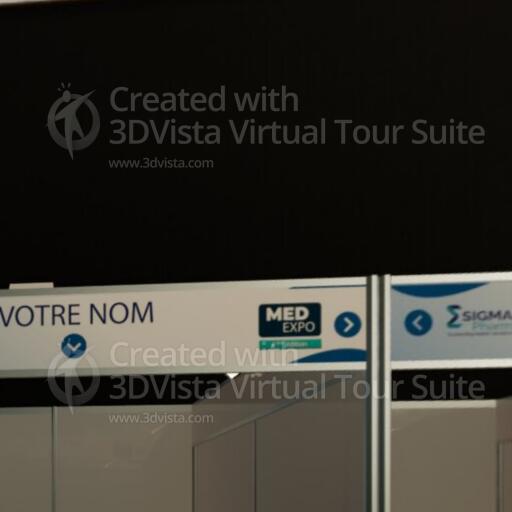 Created with
3DVista Virtual Tour Suite
www.3dvista.com
VOTRE NOM
MED
EXPO
SIGMA
Pharm
Created with
3DVista Virtual Tour Suite
www.3dvista.com